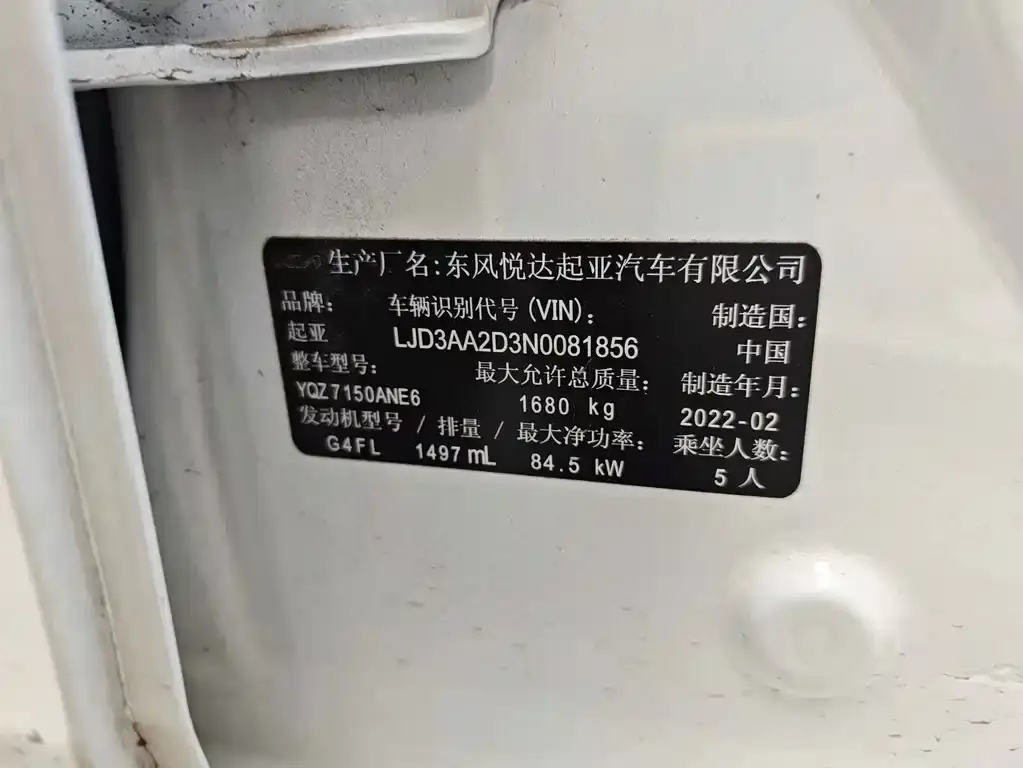 生产厂名:东风悦达起亚汽车有限公司
品牌: 车辆识别代号(VIN): 制造国:
起亚 LJD3AA2D3N0081856 中国
整车型号: 最大允许总质量: 制造年月:
YQZ7150ANE6 1680 kg 2022-02
发动机型号 / 排量 / 最大净功率: 乘坐人数:
G4FL 1497 mL 84.5 kW 5 人